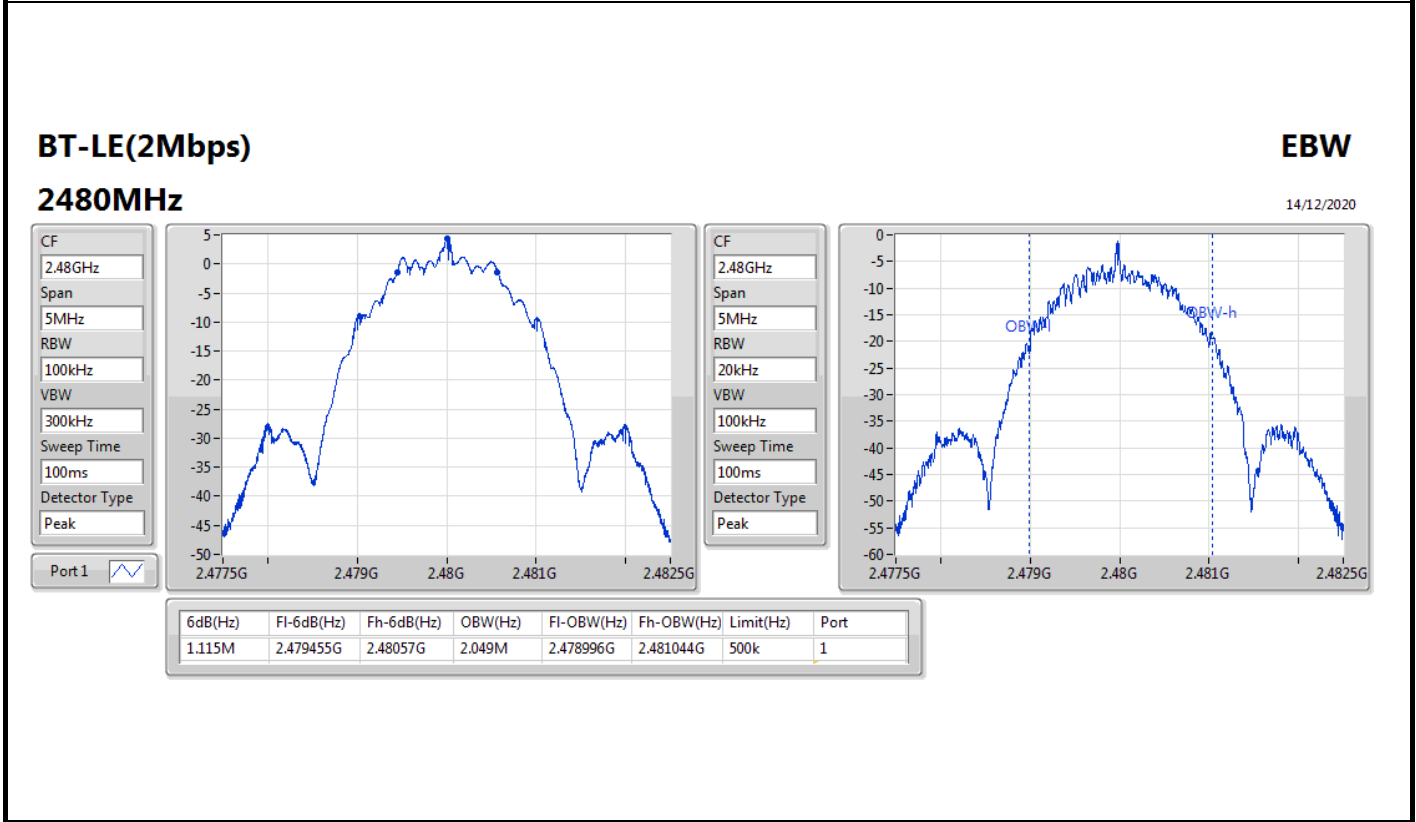 BT-LE(2Mbps)
EBW
2480MHz
14/12/2020
CF
2.48GHz
Span
5MHz
RBW
100kHz
VBW
300kHz
Sweep Time
100ms
Detector Type
Peak
Port 1
5
0
-5
-10
-15
-20
-25
-30
-35
-40
-45
-50
2.4775G 2.479G 2.48G 2.481G 2.4825G
CF
2.48GHz
Span
5MHz
RBW
20kHz
VBW
100kHz
Sweep Time
100ms
Detector Type
Peak
0
-5
-10
-15
-20
-25
-30
-35
-40
-45
-50
-55
-60
OBW-l
OBW-h
2.4775G 2.479G 2.48G 2.481G 2.4825G
6dB(Hz) Fl-6dB(Hz) Fh-6dB(Hz) OBW(Hz) Fl-OBW(Hz) Fh-OBW(Hz) Limit(Hz) Port
1.115M 2.479455G 2.48057G 2.049M 2.478996G 2.481044G 500k 1